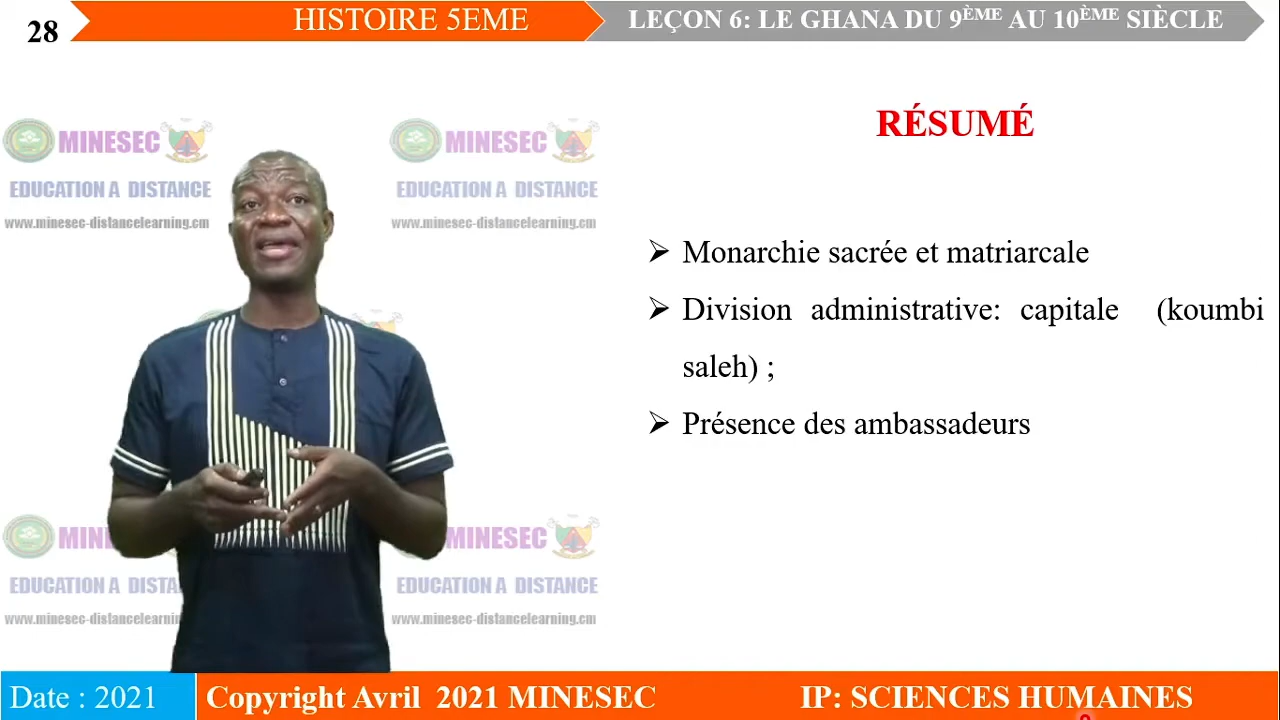 28
HISTOIRE 5EME
LEÇON 6: LE GHANA DU 9ÈME AU 10ÈME SIÈCLE
RÉSUMÉ
MINESEC
MINESEC
EDUCATION A DISTANCE
EDUCATION A DISTANCE
www.minesec-distancelearning.cm
www.minesec-distancelearning.cm
➢ Monarchie sacrée et matriarcale
➢ Division administrative: capitale (koumbi
saleh) ;
➢ Présence des ambassadeurs
MINESEC
EDUCATION A
EDUCATION A DISTANCE
www.minesec-distancelearning.cm
Date : 2021
Copyright Avril 2021 MINESEC
IP: SCIENCES HUMAINES